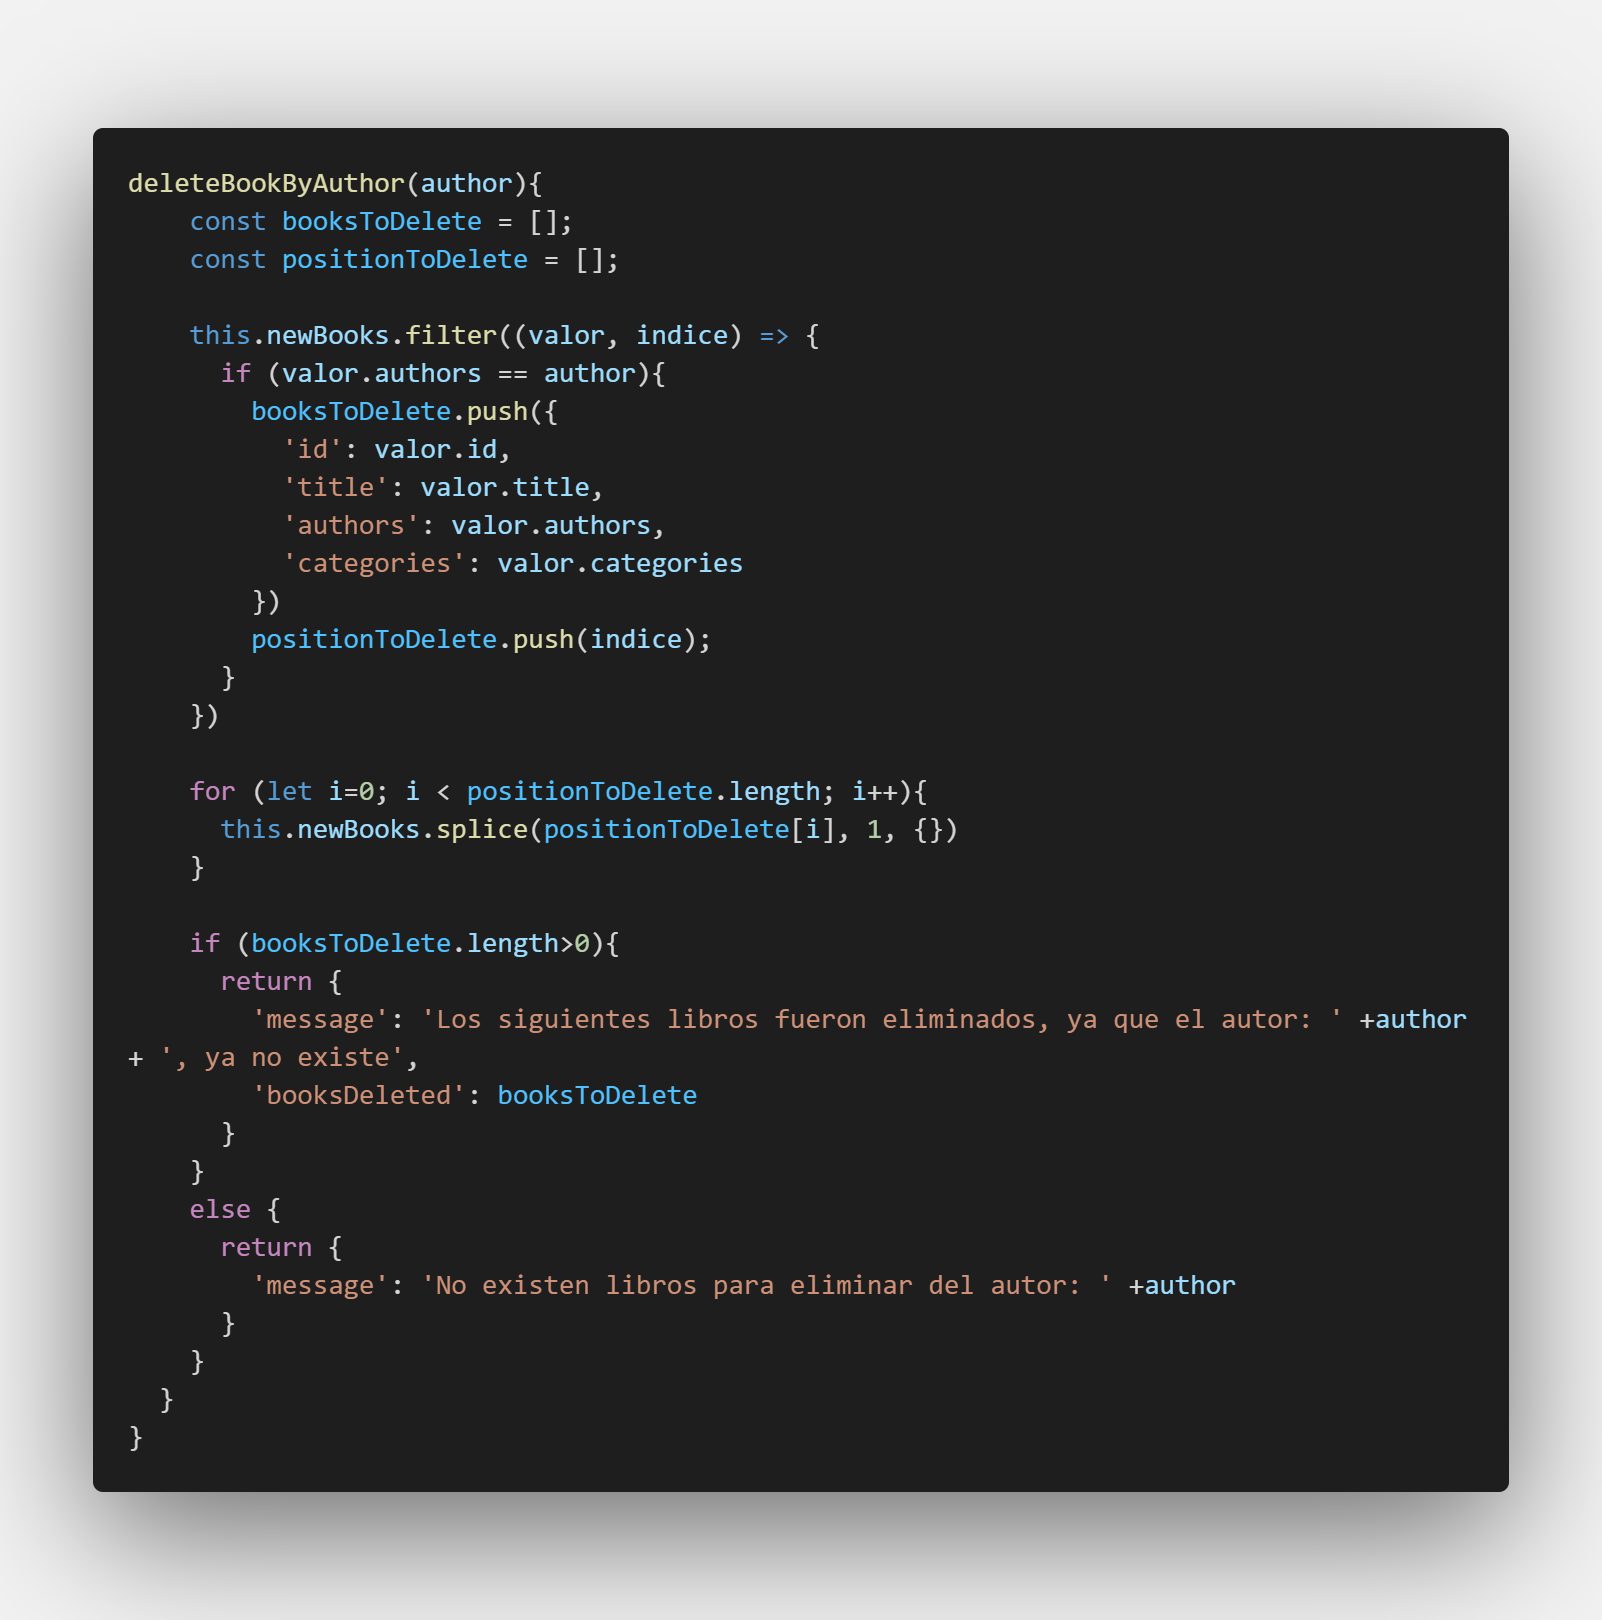 deleteBookByAuthor(author){
    const booksToDelete = [];
    const positionToDelete = [];

    this.newBooks.filter((valor, indice) => {
      if (valor.authors == author){
        booksToDelete.push({
          'id': valor.id,
          'title': valor.title,
          'authors': valor.authors,
          'categories': valor.categories
        })
        positionToDelete.push(indice);
      }
    })

    for (let i=0; i < positionToDelete.length; i++){
      this.newBooks.splice(positionToDelete[i], 1, {})
    }

    if (booksToDelete.length>0){
      return {
        'message': 'Los siguientes libros fueron eliminados, ya que el autor: ' +author
+ ', ya no existe',
        'booksDeleted': booksToDelete
      }
    }
    else {
      return {
        'message': 'No existen libros para eliminar del autor: ' +author
      }
    }
  }
}